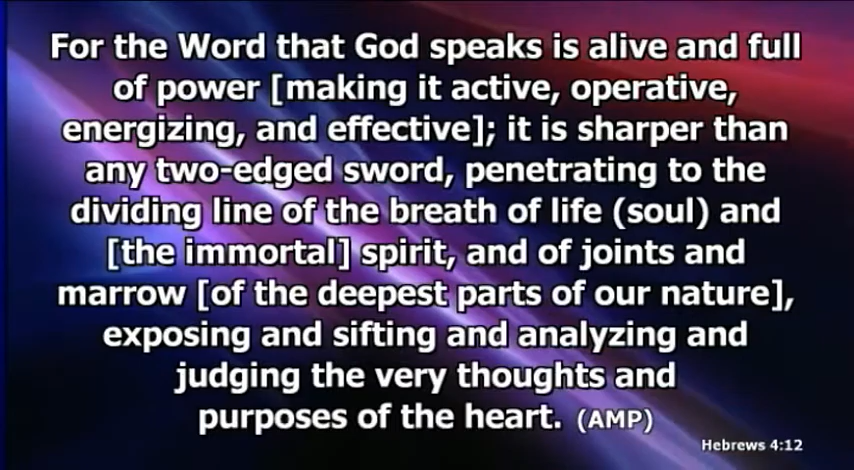 For the Word that God speaks is alive and full
of power [making it active, operative,
energizing, and effective]; it is sharper than
any two-edged sword, penetrating to the
dividing line of the breath of life (soul) and
[the immortal] spirit, and of joints and
marrow [of the deepest parts of our nature],
exposing and sifting and analyzing and
judging the very thoughts and
purposes of the heart. (AMP)
Hebrews 4:12